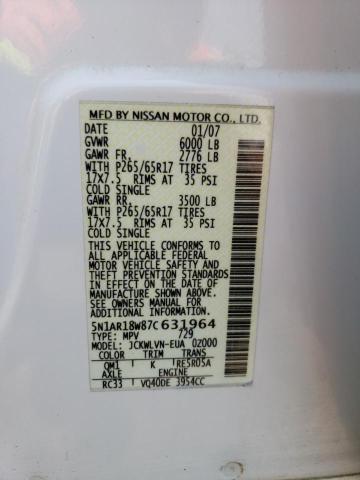 MFD BY NISSAN MOTOR CO., LTD.
DATE 01/07
GVWR 6000 LB
GAWR FR. 2776 LB
WITH P265/65R17 TIRES
17X7.5 RIMS AT 35 PSI
COLD SINGLE
GAWR RR. 3500 LB
WITH P265/65R17 TIRES
17X7.5 RIMS AT 35 PSI
COLD SINGLE
THIS VEHICLE CONFORMS TO
ALL APPLICABLE FEDERAL MOTOR
VEHICLE SAFETY, BUMPER, AND
THEFT PREVENTION STANDARDS IN
EFFECT ON THE DATE OF
MANUFACTURE SHOWN ABOVE.
SEE OWNERS MANUAL FOR
ADDITIONAL INFORMATION.
5N1AR18W87C631964
TYPE: MPV 729
MODEL: JCKWLVN-EUA 02000
COLOR TRIM TRANS
QM1 K RE5R05A
AXLE ENGINE
RC33 VQ40DE 3954CC